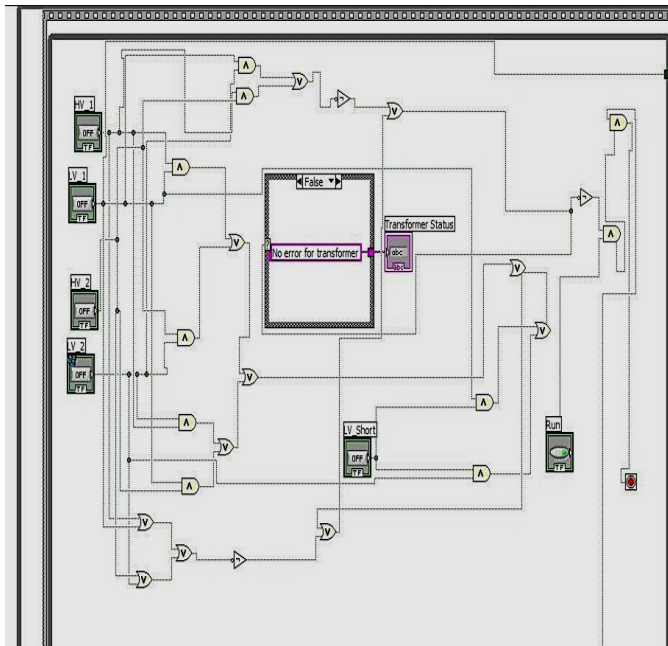 HV_1
OFF
TF
LV_1
OFF
TF
False
?
No error for transformer
Transformer Status
abc
abc
HV_2
OFF
TF
LV_2
OFF
TF
LV_Short
OFF
TF
Run
TF